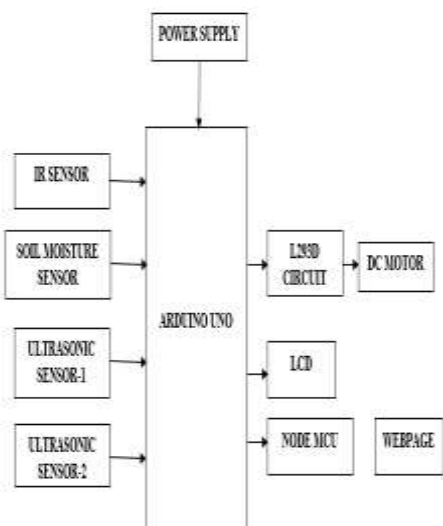 POWER SUPPLY
IR SENSOR
SOIL MOISTURE
SENSOR
ULTRASONIC
SENSOR-1
ULTRASONIC
SENSOR-2
ARDUINO UNO
L293D
CIRCUIT
DC MOTOR
LCD
NODE MCU
WEBPAGE